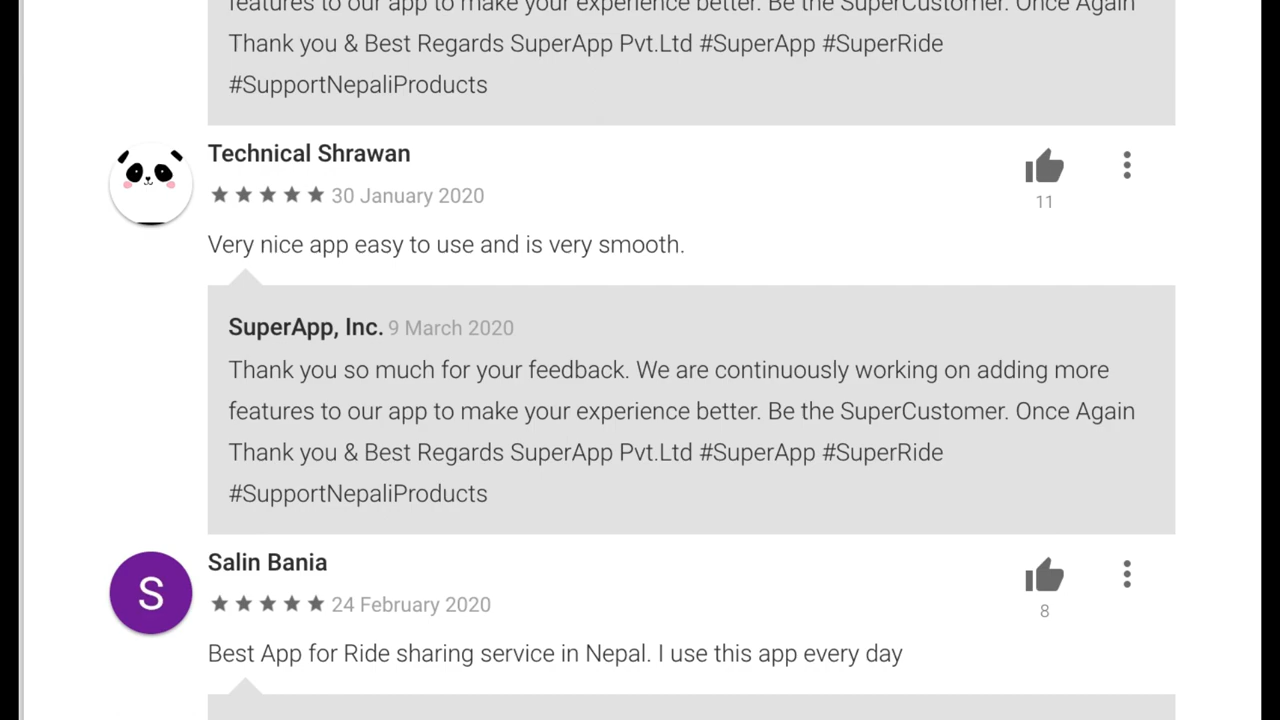 features to our app to make your experience better. Be the SuperCustomer. Once Again
Thank you & Best Regards SuperApp Pvt.Ltd #SuperApp #SuperRide
#SupportNepaliProducts
Technical Shrawan
30 January 2020
11
Very nice app easy to use and is very smooth.
SuperApp, Inc. 9 March 2020
Thank you so much for your feedback. We are continuously working on adding more
features to our app to make your experience better. Be the SuperCustomer. Once Again
Thank you & Best Regards SuperApp Pvt.Ltd #SuperApp #SuperRide
#SupportNepaliProducts
S
Salin Bania
24 February 2020
8
Best App for Ride sharing service in Nepal. I use this app every day